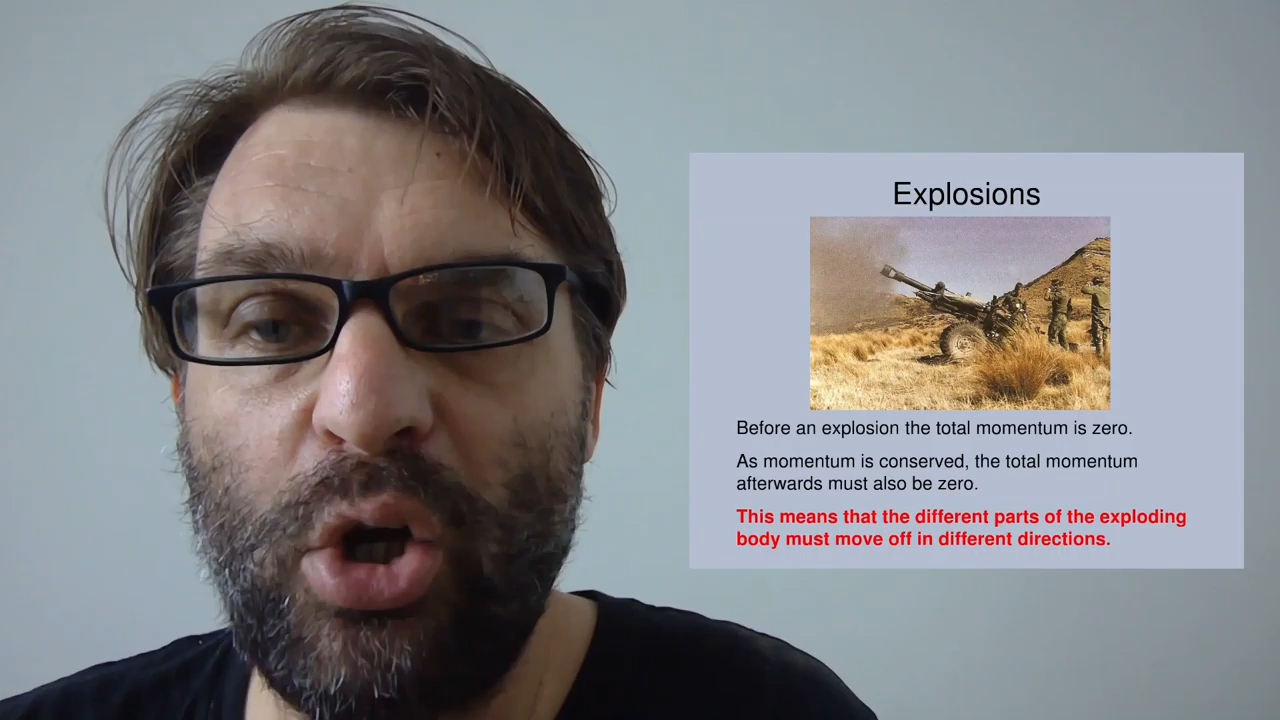 Explosions
Before an explosion the total momentum is zero.
As momentum is conserved, the total momentum
afterwards must also be zero.
This means that the different parts of the exploding
body must move off in different directions.